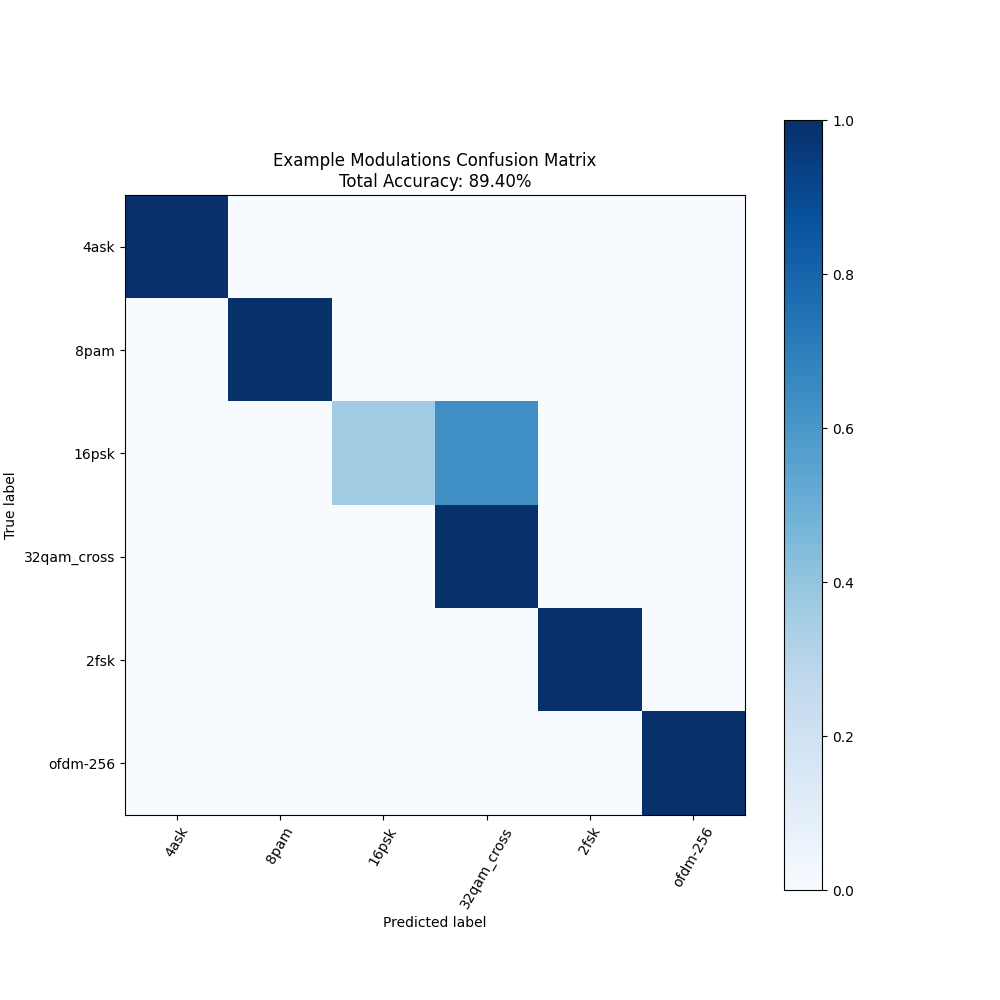 Example Modulations Confusion Matrix
Total Accuracy: 89.40%
True label
4ask
8pam
16psk
32qam_cross
2fsk
ofdm-256
4ask
8pam
16psk
32qam_cross
2fsk
ofdm-256
Predicted label
1.0
0.8
0.6
0.4
0.2
0.0